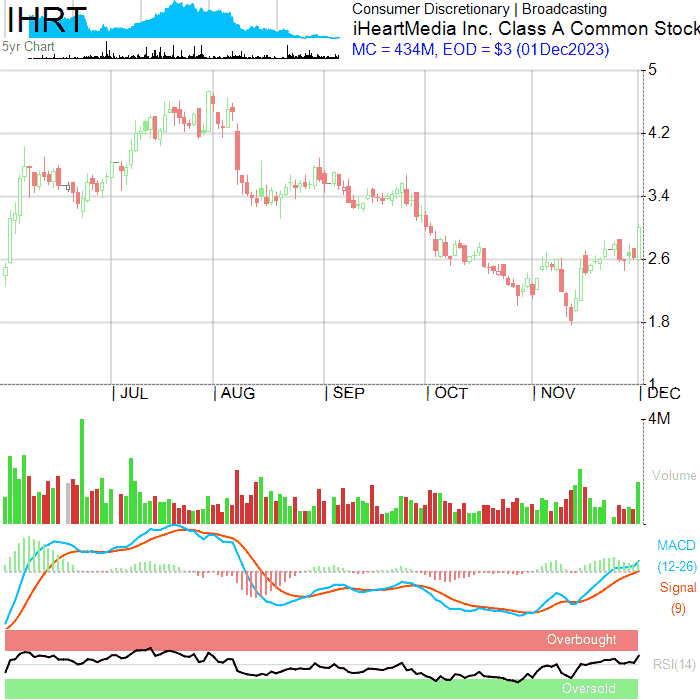 IHRT
5yr Chart
Consumer Discretionary | Broadcasting
iHeartMedia Inc. Class A Common Stock
MC = 434M, EOD = $3 (01Dec2023)
5
4.2
3.4
2.6
1.8
1
| JUL | AUG | SEP | OCT | NOV | DEC
4M
Volume
MACD
(12-26)
Signal
(9)
Overbought
RSI(14)
Oversold